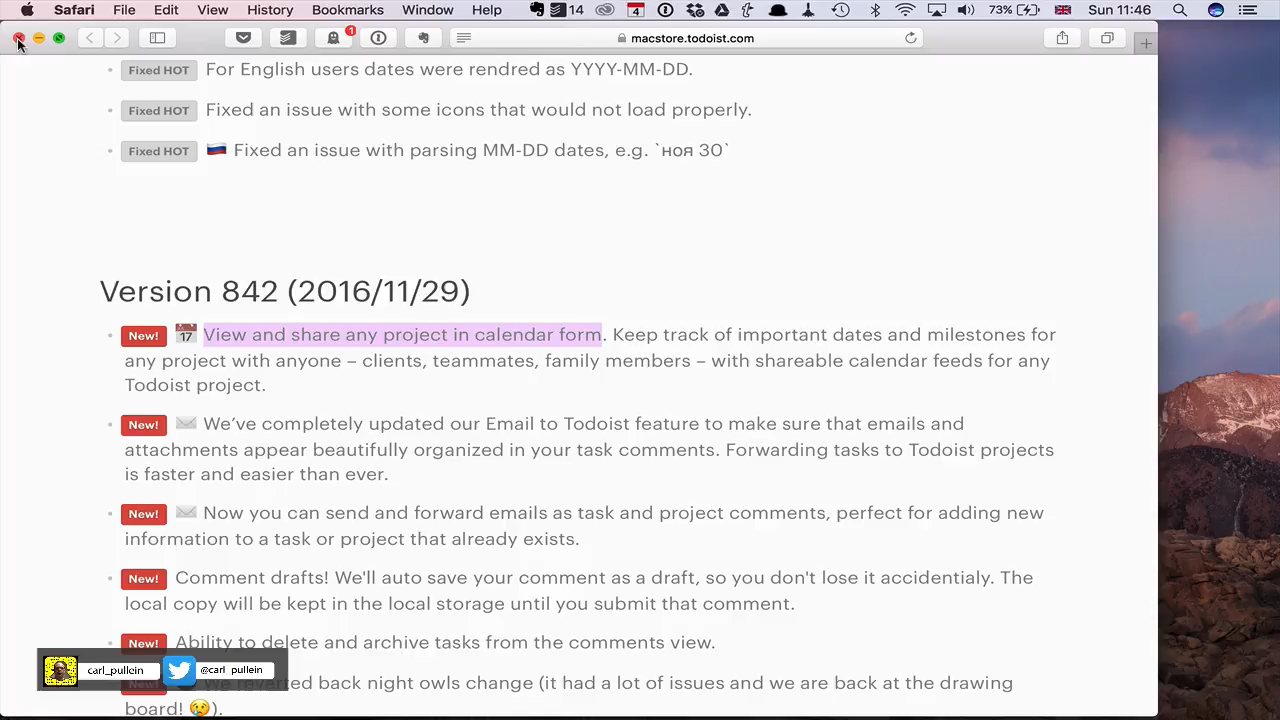 Safari File Edit View History Bookmarks Window Help 14 4 73% Sun 11:46
1 macstore.todoist.com
Fixed HOT For English users dates were rendred as YYYY-MM-DD.
Fixed HOT Fixed an issue with some icons that would not load properly.
Fixed HOT 🇷🇺 Fixed an issue with parsing MM-DD dates, e.g. `ноя 30`
Version 842 (2016/11/29)
New! 📅 17 View and share any project in calendar form. Keep track of important dates and milestones for
any project with anyone – clients, teammates, family members – with shareable calendar feeds for any
Todoist project.
New! ✉️ We’ve completely updated our Email to Todoist feature to make sure that emails and
attachments appear beautifully organized in your task comments. Forwarding tasks to Todoist projects
is faster and easier than ever.
New! ✉️ Now you can send and forward emails as task and project comments, perfect for adding new
information to a task or project that already exists.
New! Comment drafts! We'll auto save your comment as a draft, so you don't lose it accidentialy. The
local copy will be kept in the local storage until you submit that comment.
New! Ability to delete and archive tasks from the comments view.
carl_pullein @carl_pullein
We reverted back night owls change (it had a lot of issues and we are back at the drawing
board! 😢).